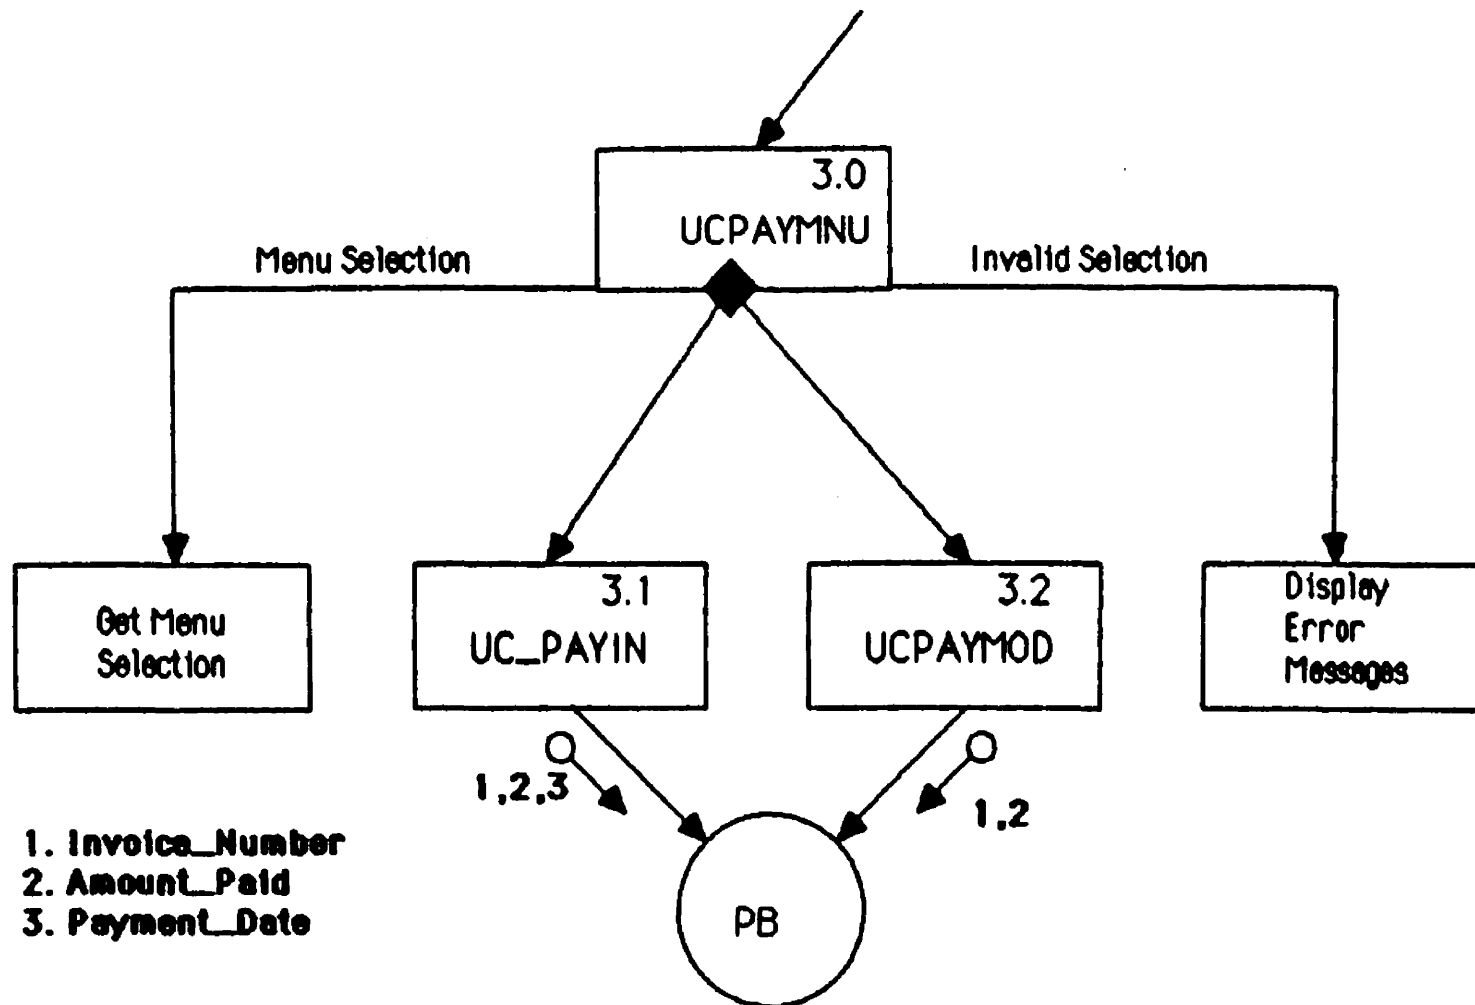 3.0
UCPAYMNU
Menu Selection
Invalid Selection
Get Menu
Selection
3.1
UC_PAYIN
3.2
UCPAYMOD
Display
Error
Messages
1,2,3
1,2
1. Invoice_Number
2. Amount_Paid
3. Payment_Date
PB